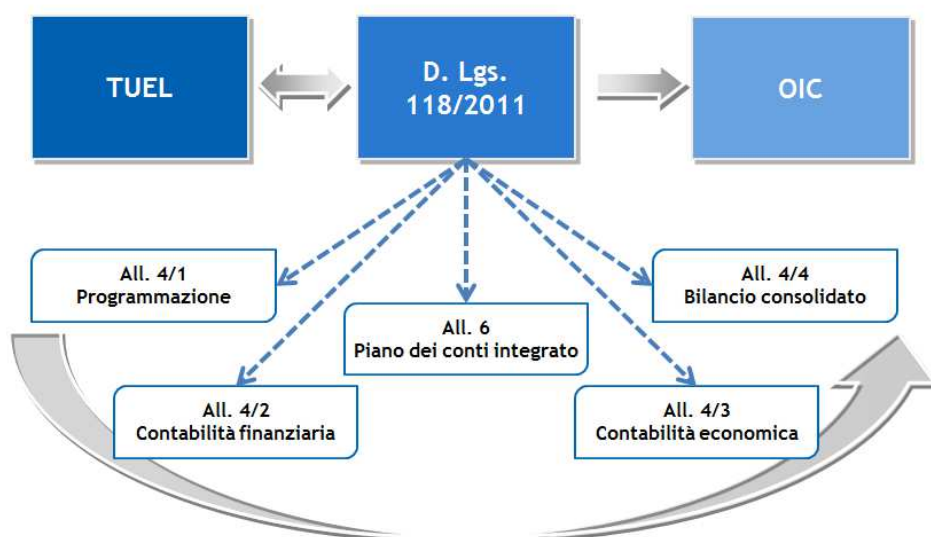 TUEL
D. Lgs.
118/2011
OIC
All. 4/1
Programmazione
All. 4/4
Bilancio consolidato
All. 6
Piano dei conti integrato
All. 4/2
Contabilità finanziaria
All. 4/3
Contabilità economica